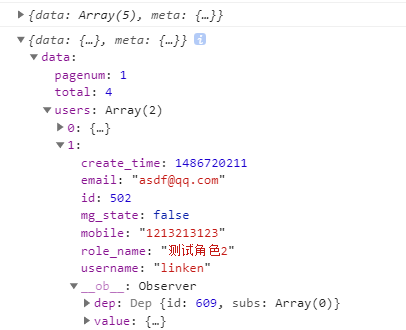 {data: Array(5), meta: {…}}
{data: {…}, meta: {…}} i
data:
pagenum: 1
total: 4
users: Array(2)
0: {…}
1:
create_time: 1486720211
email: "asdf@qq.com"
id: 502
mg_state: false
mobile: "1213213123"
role_name: "测试角色2"
username: "linken"
__ob__: Observer
dep: Dep {id: 609, subs: Array(0)}
value: {…}